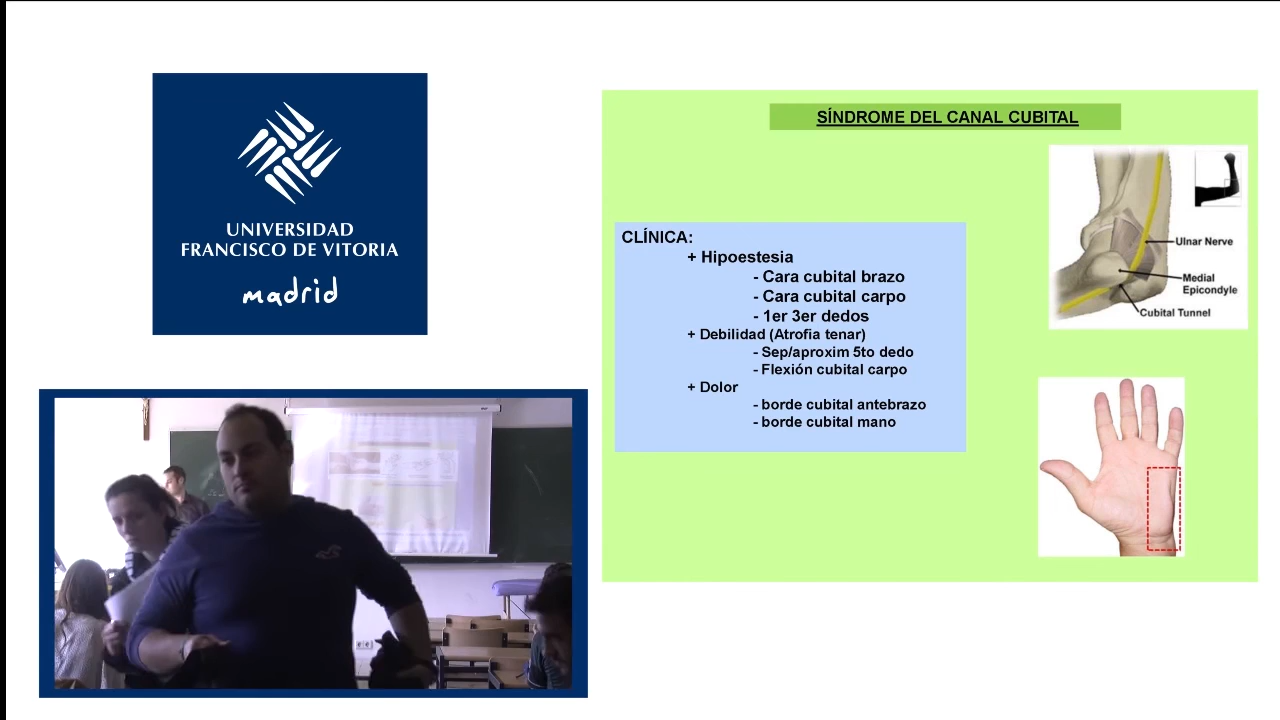 UNIVERSIDAD
FRANCISCO DE VITORIA
madrid
SÍNDROME DEL CANAL CUBITAL
CLÍNICA:
+ Hipoestesia
- Cara cubital brazo
- Cara cubital carpo
- 1er 3er dedos
+ Debilidad (Atrofia tenar)
- Sep/aproxim 5to dedo
- Flexión cubital carpo
+ Dolor
- borde cubital antebrazo
- borde cubital mano
Ulnar Nerve
Medial
Epicondyle
Cubital Tunnel